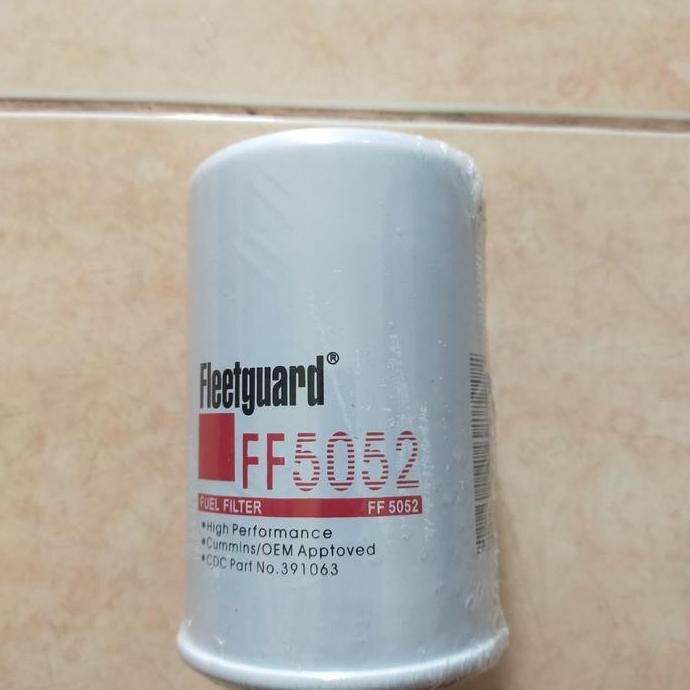 Fleetguard®
FF5052
FUEL FILTER FF 5052
*High Performance
*Cummins/OEM Apptoved
*CDC Part No.391063